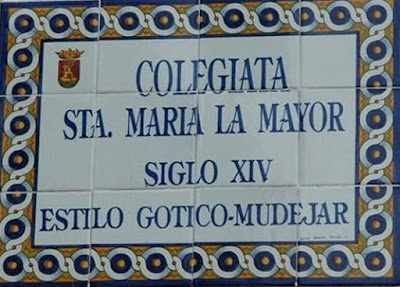 COLEGIATA
STA. MARIA LA MAYOR
SIGLO XIV
ESTILO GOTICO-MUDEJAR